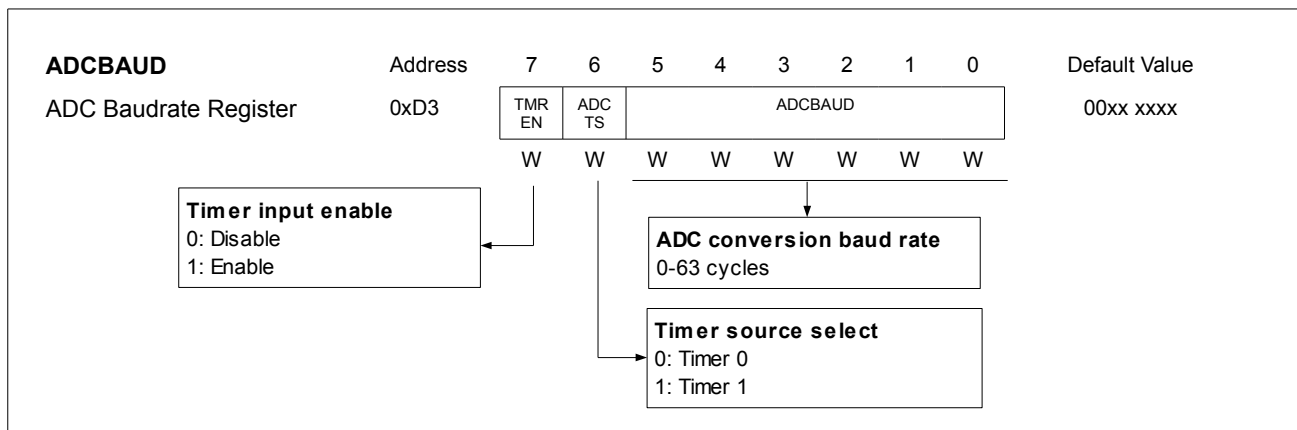 ADCBAUD Address 7 6 5 4 3 2 1 0 Default Value
ADC Baudrate Register 0xD3 TMR EN ADC TS ADCBAUD 00xx xxxx
W W W W W W W W
Timer input enable
0: Disable
1: Enable
ADC conversion baud rate
0-63 cycles
Timer source select
0: Timer 0
1: Timer 1